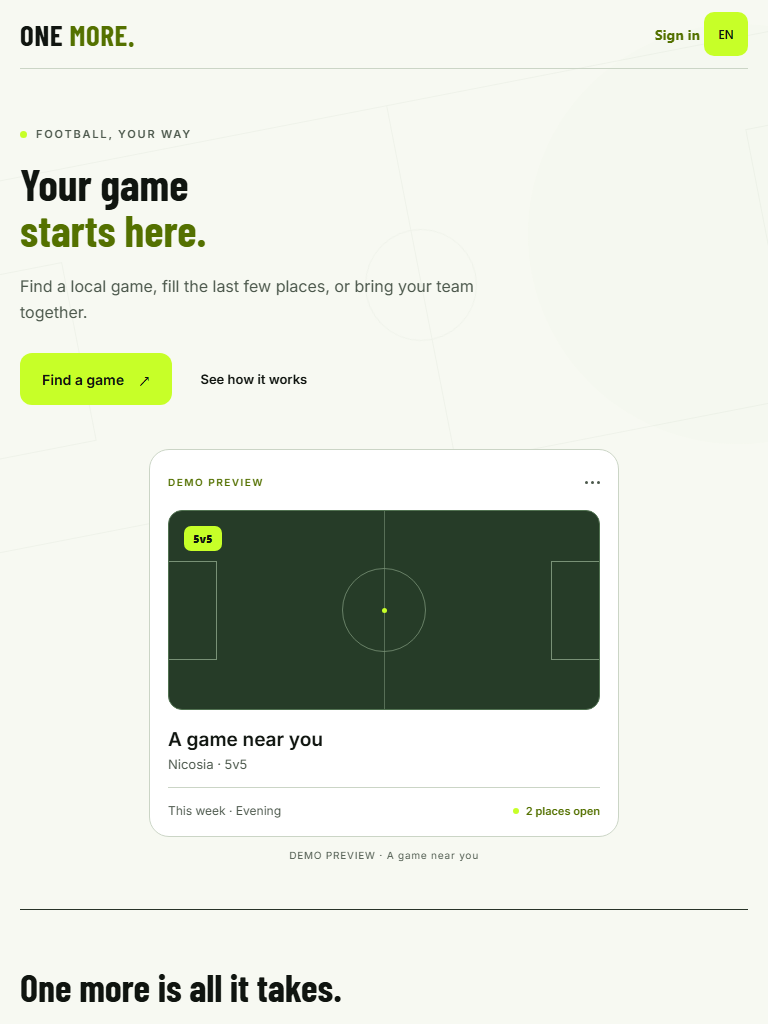 ONE MORE.
Sign in
EN
FOOTBALL, YOUR WAY
Your game
starts here.
Find a local game, fill the last few places, or bring your team
together.
Find a game ↗
See how it works
DEMO PREVIEW
5v5
A game near you
Nicosia · 5v5
This week · Evening
2 places open
DEMO PREVIEW · A game near you
One more is all it takes.